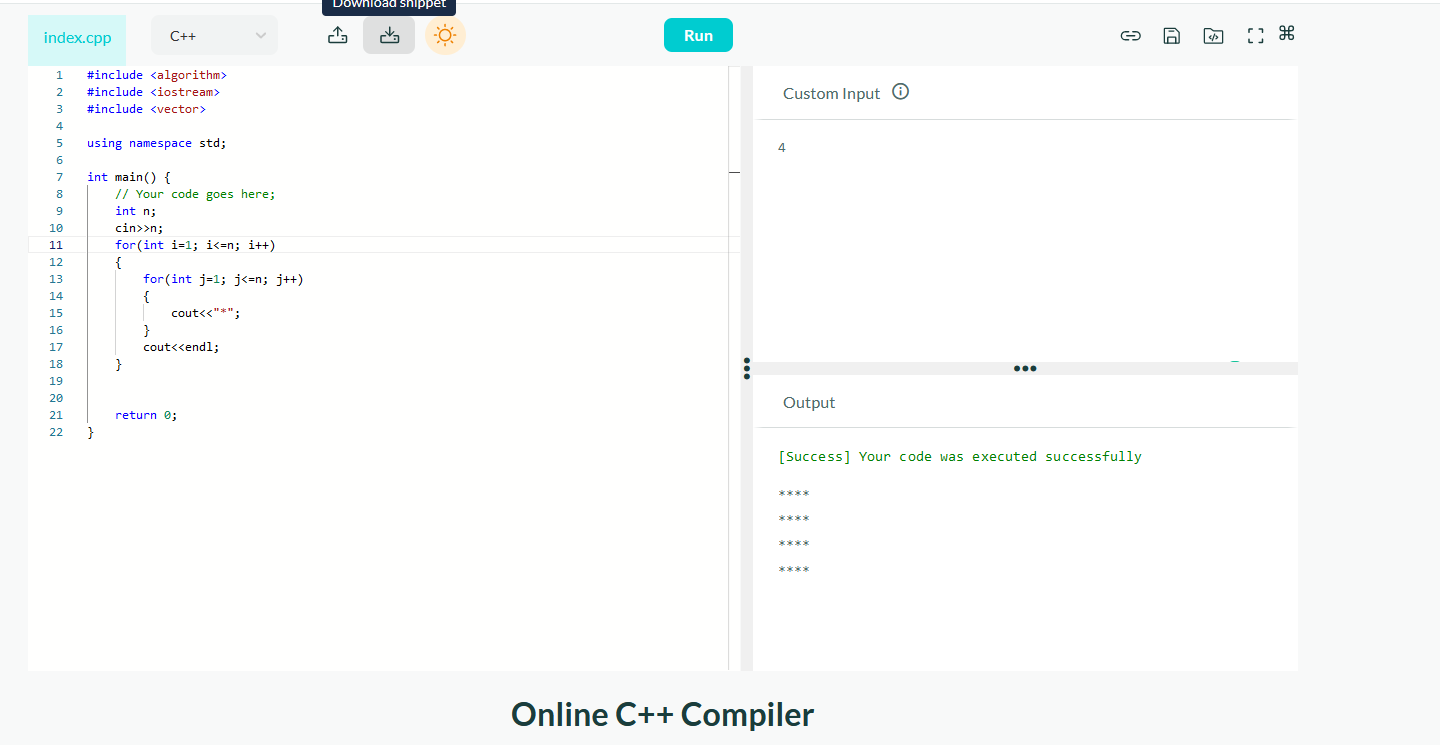 Download snippet
index.cpp
C++
Run
1 #include <algorithm>
2 #include <iostream>
3 #include <vector>
4
5 using namespace std;
6
7 int main() {
8     // Your code goes here;
9     int n;
10     cin>>n;
11     for(int i=1; i<=n; i++)
12     {
13         for(int j=1; j<=n; j++)
14         {
15             cout<<"*";
16         }
17         cout<<endl;
18     }
19
20
21     return 0;
22 }
Custom Input
4
Output
[Success] Your code was executed successfully
****
****
****
****
Online C++ Compiler